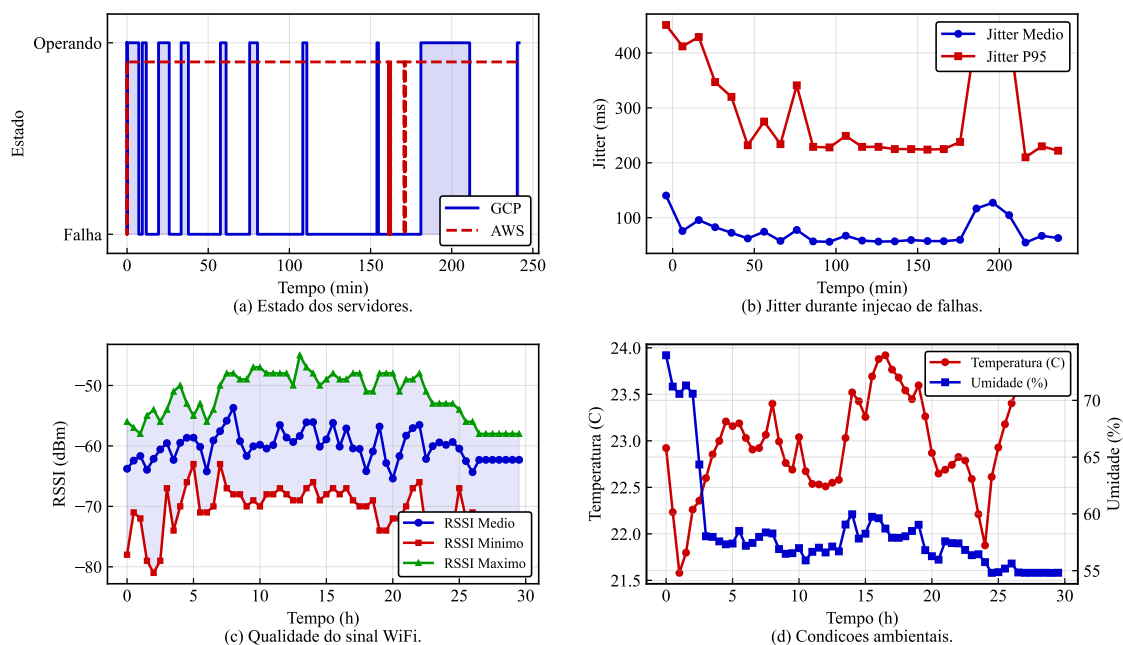 Operando
Falha
Estado
GCP
AWS
0 50 100 150 200 250
Tempo (min)
(a) Estado dos servidores.
400
300
200
100
Jitter (ms)
Jitter Medio
Jitter P95
0 50 100 150 200
Tempo (min)
(b) Jitter durante injecao de falhas.
−50
−60
−70
−80
RSSI (dBm)
RSSI Medio
RSSI Minimo
RSSI Maximo
0 5 10 15 20 25 30
Tempo (h)
(c) Qualidade do sinal WiFi.
24.0
23.5
23.0
22.5
22.0
21.5
Temperatura (C)
Temperatura (C)
Umidade (%)
70
65
60
55
Umidade (%)
0 5 10 15 20 25 30
Tempo (h)
(d) Condicoes ambientais.